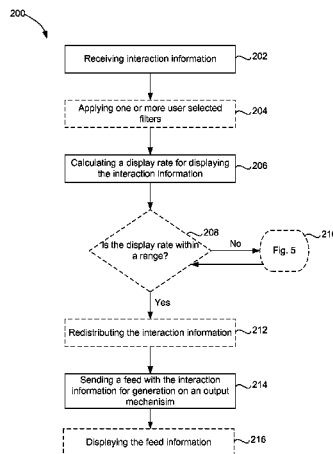 200
Receiving interaction information
202
Applying one or more user selected
filters
204
Calculating a display rate for displaying
the interaction information
206
Is the display rate within
a range?
208
No
Fig. 5
210
Yes
Redistributing the interaction information
212
Sending a feed with the interaction
information for generation on an output
mechanisim
214
Displaying the feed information
216